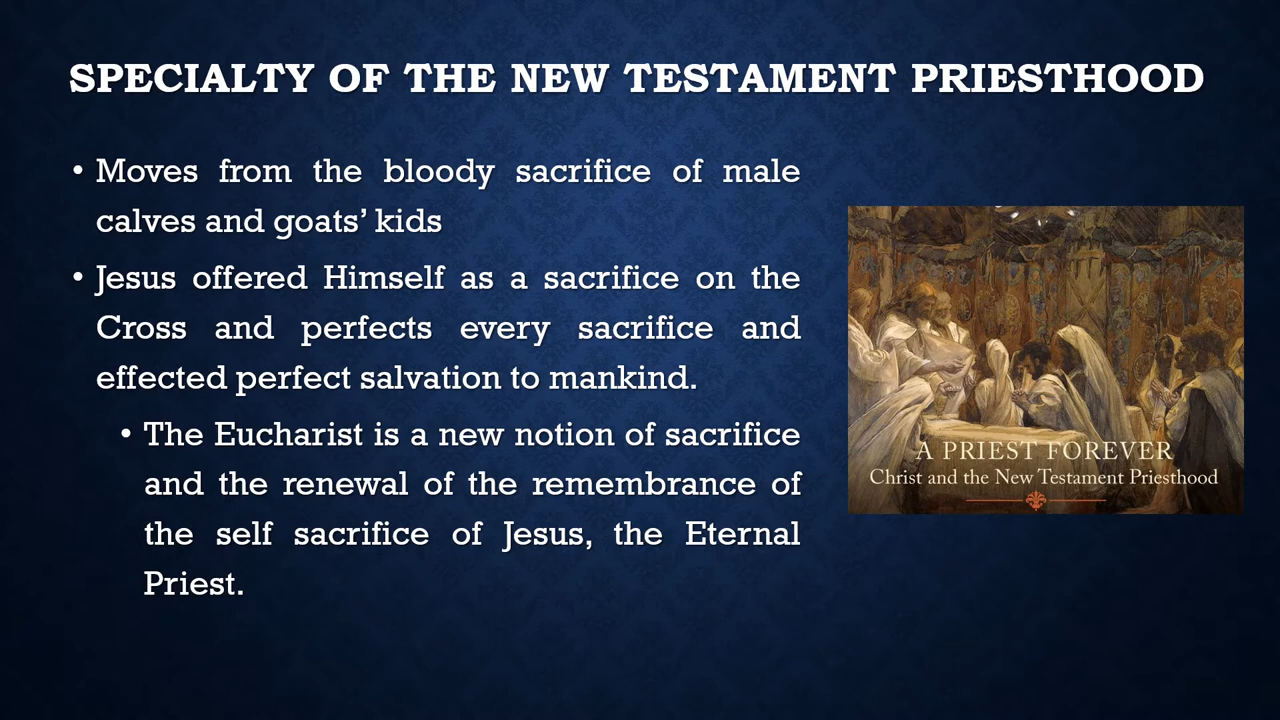 SPECIALTY OF THE NEW TESTAMENT PRIESTHOOD
• Moves from the bloody sacrifice of male
calves and goats’ kids
• Jesus offered Himself as a sacrifice on the
Cross and perfects every sacrifice and
effected perfect salvation to mankind.
• The Eucharist is a new notion of sacrifice
and the renewal of the remembrance of
the self sacrifice of Jesus, the Eternal
Priest.
A PRIEST FOREVER
Christ and the New Testament Priesthood